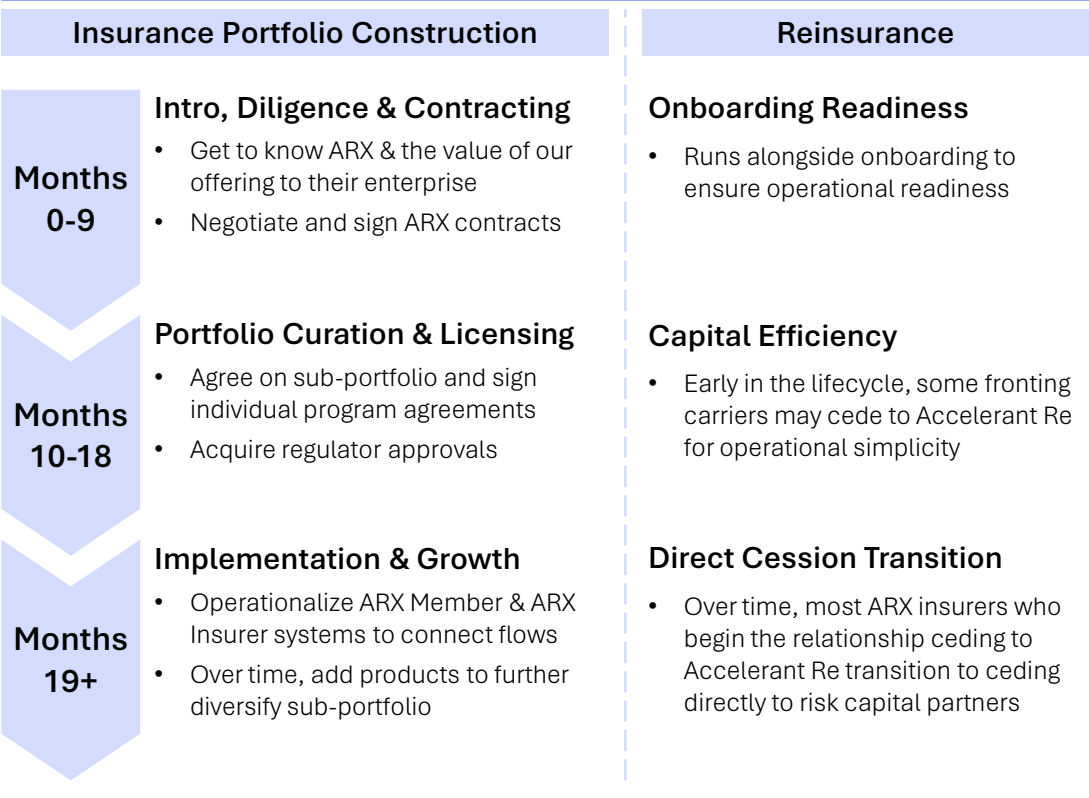 Insurance Portfolio Construction
Reinsurance
Months
0-9
Intro, Diligence & Contracting
• Get to know ARX & the value of our
offering to their enterprise
• Negotiate and sign ARX contracts
Onboarding Readiness
• Runs alongside onboarding to
ensure operational readiness
Months
10-18
Portfolio Curation & Licensing
• Agree on sub-portfolio and sign
individual program agreements
• Acquire regulator approvals
Capital Efficiency
• Early in the lifecycle, some fronting
carriers may cede to Accelerant Re
for operational simplicity
Months
19+
Implementation & Growth
• Operationalize ARX Member & ARX
Insurer systems to connect flows
• Over time, add products to further
diversify sub-portfolio
Direct Cession Transition
• Over time, most ARX insurers who
begin the relationship ceding to
Accelerant Re transition to ceding
directly to risk capital partners